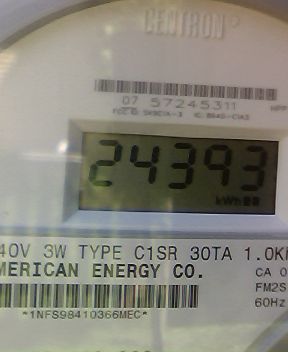 CENTRON®
07 57245311
24393
kWh
40V 3W TYPE C1SR 30TA 1.0K
MERICAN ENERGY CO.
CA 0
FM2S
60Hz
*1NFS98410366MEC*